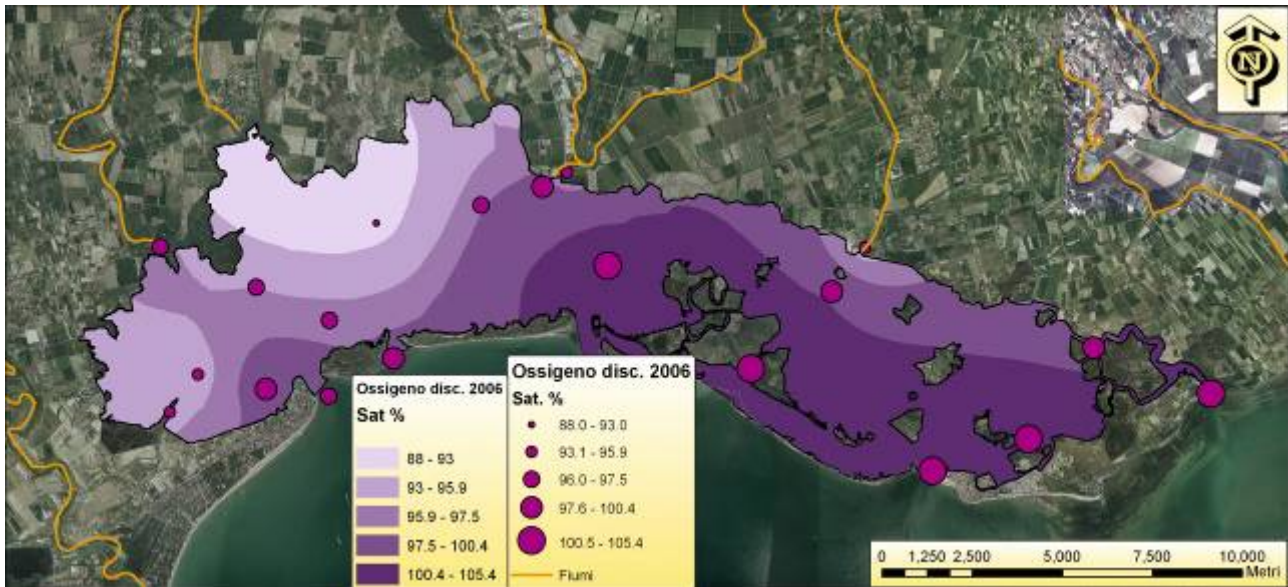 N
Ossigeno disc. 2006
Sat %
88 - 93
93 - 95.9
95.9 - 97.5
97.5 - 100.4
100.4 - 105.4
Ossigeno disc. 2006
Sat. %
88.0 - 93.0
93.1 - 95.9
96.0 - 97.5
97.6 - 100.4
100.5 - 105.4
Fiumi
0 1,250 2,500 5,000 7,500 10,000
Metri